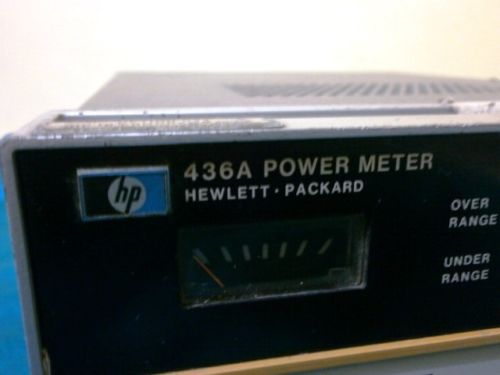 hp
436A POWER METER
HEWLETT · PACKARD
OVER
RANGE
UNDER
RANGE